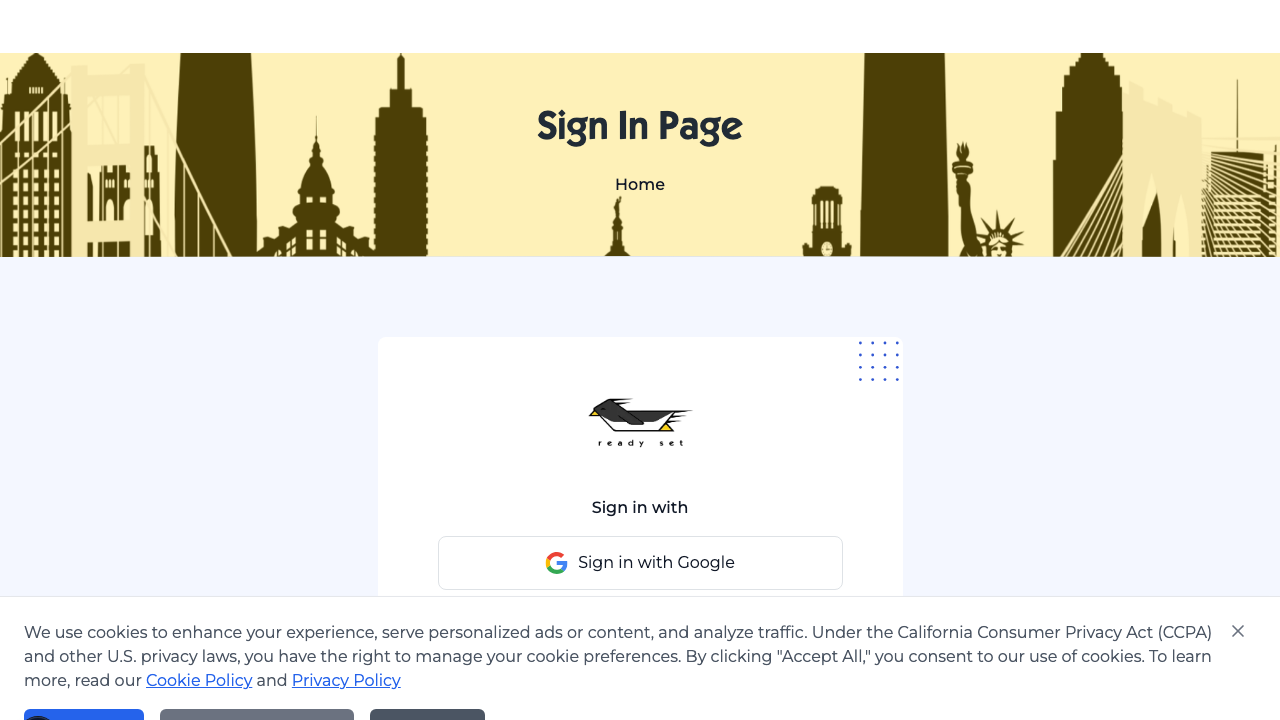 Sign In Page
Home
ready set
Sign in with
Sign in with Google
We use cookies to enhance your experience, serve personalized ads or content, and analyze traffic. Under the California Consumer Privacy Act (CCPA)
and other U.S. privacy laws, you have the right to manage your cookie preferences. By clicking "Accept All," you consent to our use of cookies. To learn
more, read our Cookie Policy and Privacy Policy